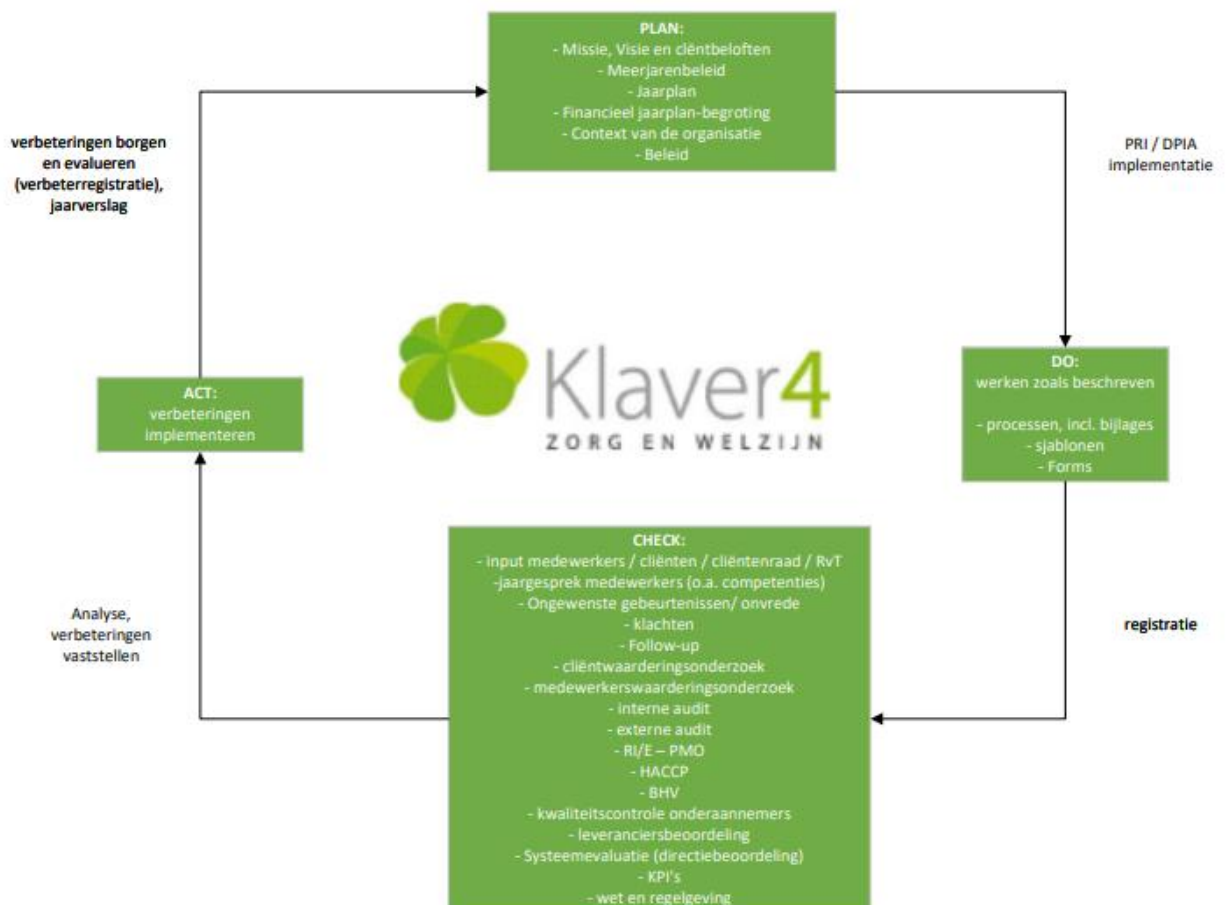 PLAN:
- Missie, Visie en cliëntbeloften
- Meerjarenbeleid
- Jaarplan
- Financieel jaarplan-begroting
- Context van de organisatie
- Beleid
verbeteringen borgen
en evalueren
(verbeterregistratie),
jaarverslag
PRI / DPIA
implementatie
Klaver4
ZORG EN WELZIJN
ACT:
verbeteringen
implementeren
DO:
werken zoals beschreven
- processen, incl. bijlages
- sjablonen
- Forms
CHECK:
- input medewerkers / cliënten / cliëntenraad / RvT
-jaargesprek medewerkers (o.a. competenties)
- Ongewenste gebeurtenissen/ onvrede
- klachten
- Follow-up
- cliëntwaarderingsonderzoek
- medewerkerswaarderingsonderzoek
- interne audit
- externe audit
- RI/E – PMO
- HACCP
- BHV
- kwaliteitscontrole onderaannemers
- leveranciersbeoordeling
- Systeemevaluatie (directiebeoordeling)
- KPI's
- wet en regelgeving
Analyse,
verbeteringen
vaststellen
registratie